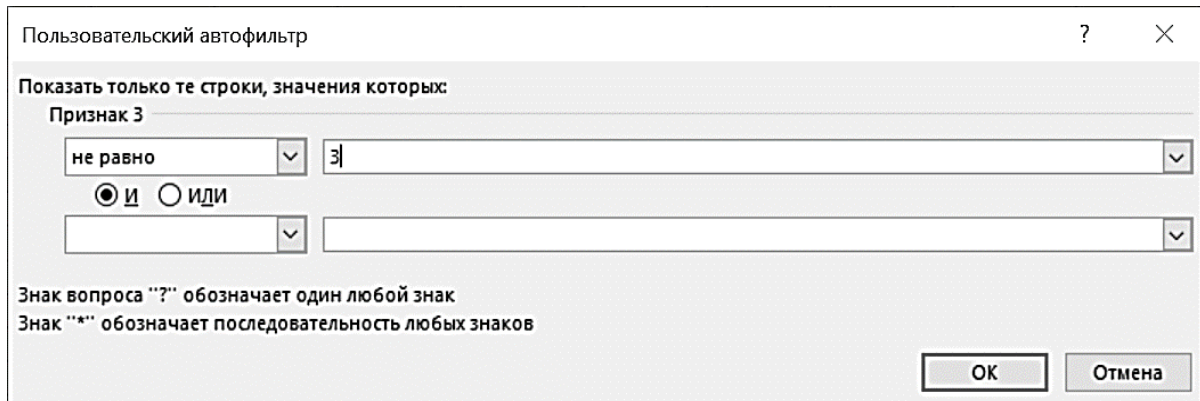 Пользовательский автофильтр ? ×
Показать только те строки, значения которых:
Признак 3
не равно 3
И ИЛИ
Знак вопроса "?" обозначает один любой знак
Знак "*" обозначает последовательность любых знаков
ОК Отмена